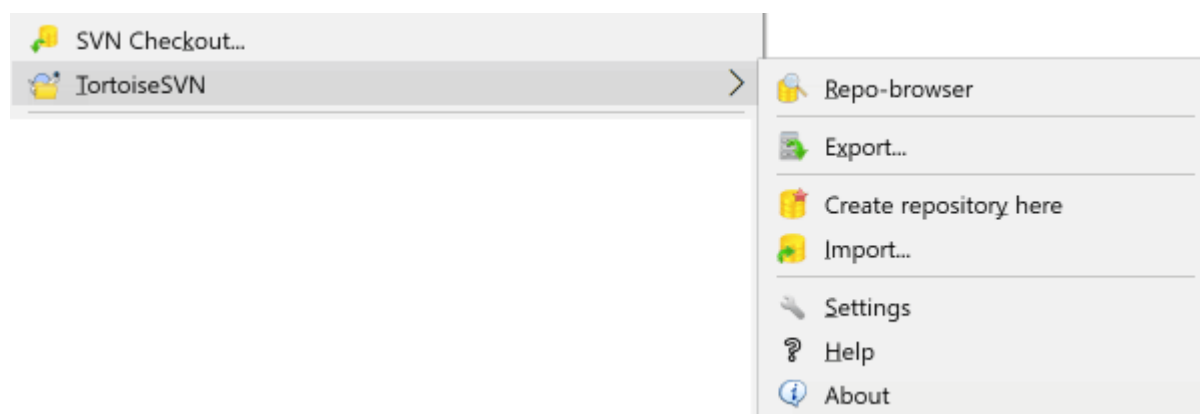 SVN Checkout...
TortoiseSVN
Repo-browser
Export...
Create repository here
Import...
Settings
Help
About